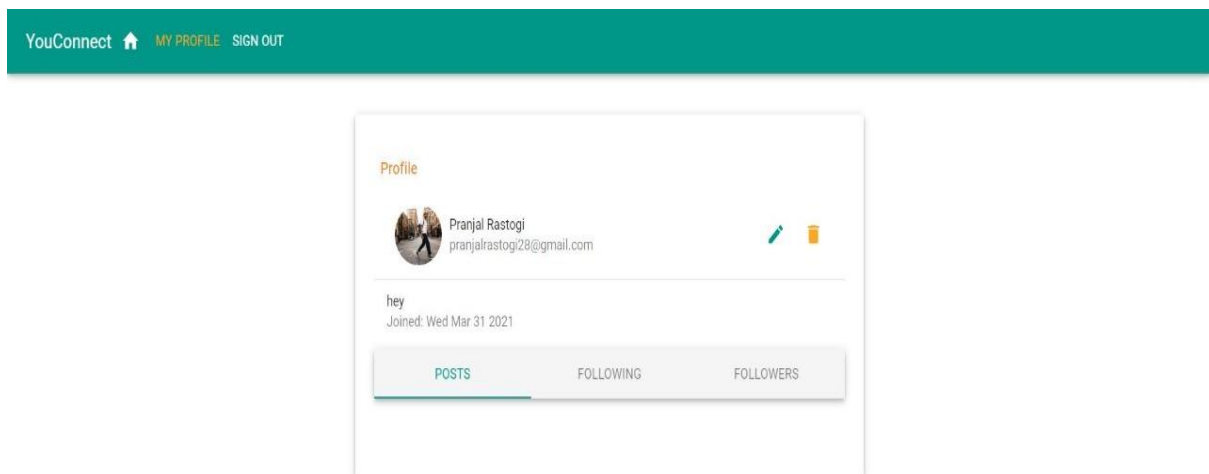 YouConnect MY PROFILE SIGN OUT
Profile
Pranjal Rastogi
pranjalrastogi28@gmail.com
hey
Joined: Wed Mar 31 2021
POSTS FOLLOWING FOLLOWERS